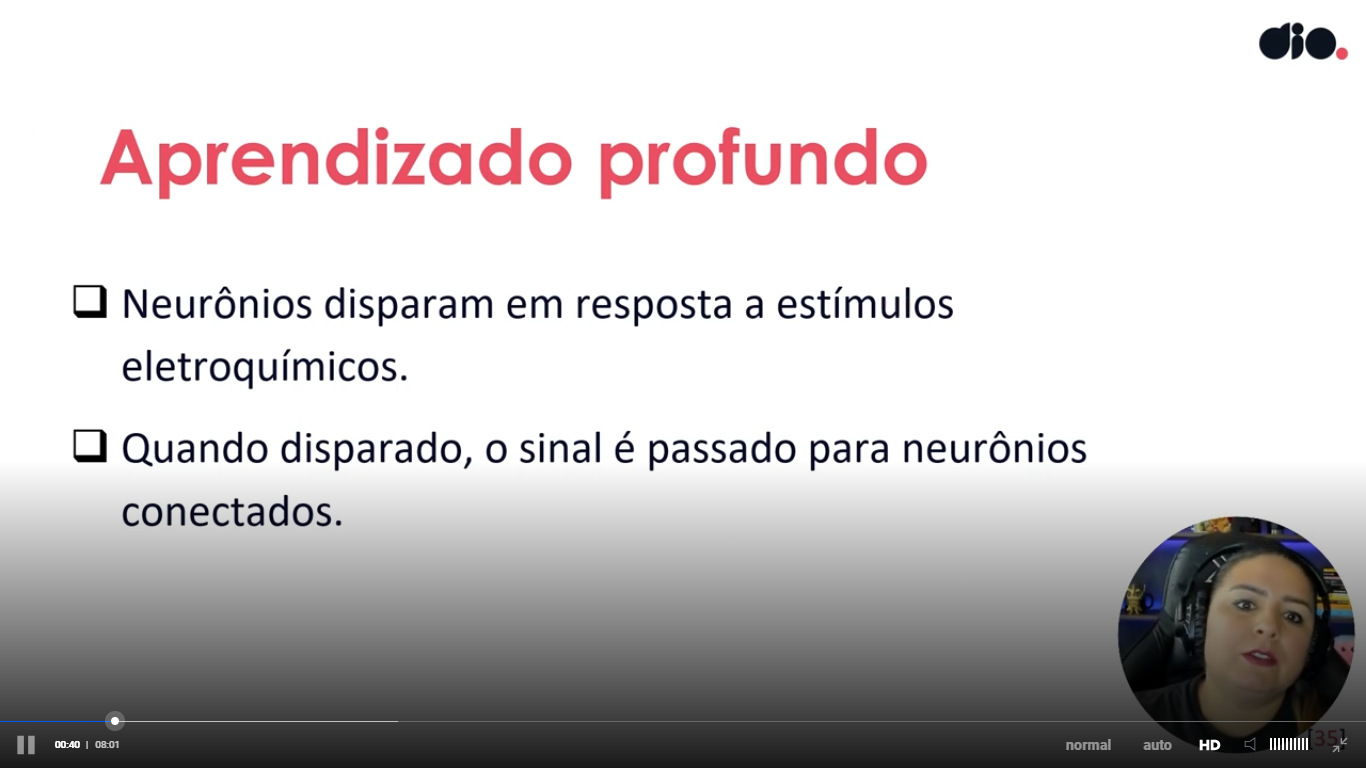 dio.
Aprendizado profundo
Neurônios disparam em resposta a estímulos
eletroquímicos.
Quando disparado, o sinal é passado para neurônios
conectados.
00:40 | 08:01
normal auto HD
[35]